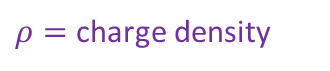 ρ = charge density